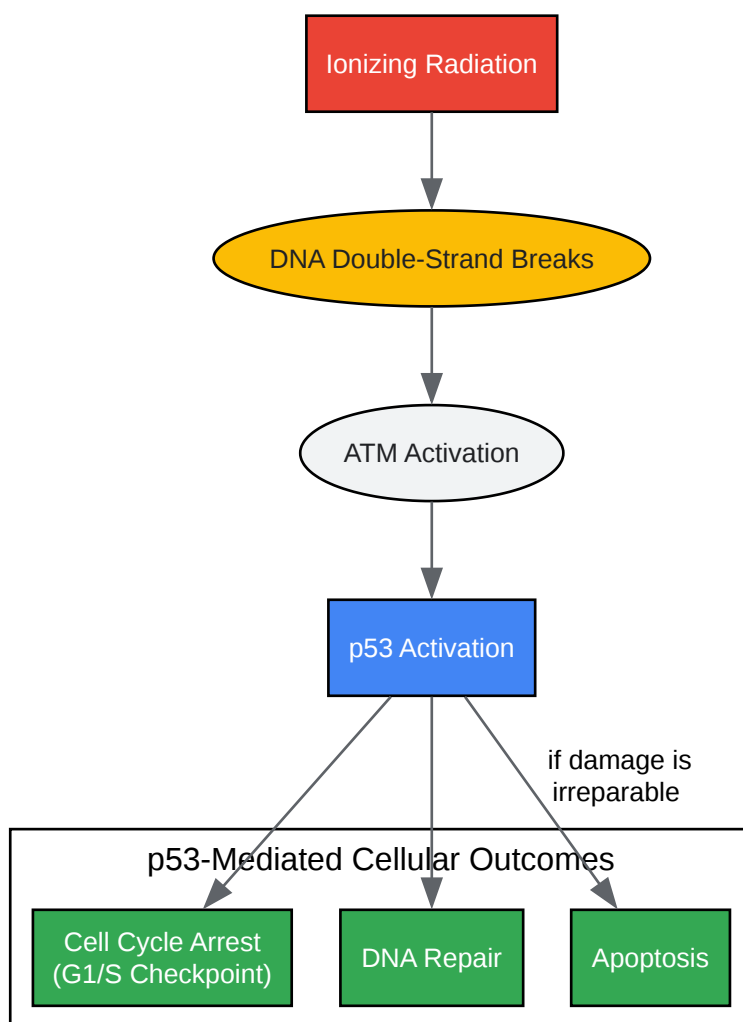 Ionizing Radiation
DNA Double-Strand Breaks
ATM Activation
p53 Activation
if damage is
irreparable
p53-Mediated Cellular Outcomes
Cell Cycle Arrest
(G1/S Checkpoint)
DNA Repair
Apoptosis